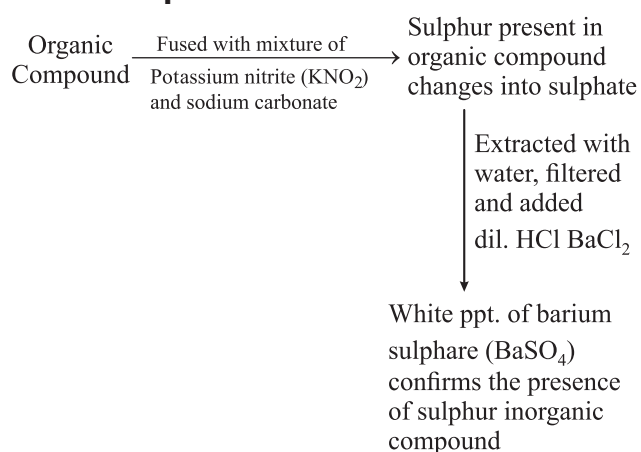 Organic
Compound
Fused with mixture of
Potassium nitrite (KNO2)
and sodium carbonate
Sulphur present in
organic compound
changes into sulphate
Extracted with
water, filtered
and added
dil. HCl BaCl2
White ppt. of barium
sulphare (BaSO4)
confirms the presence
of sulphur inorganic
compound